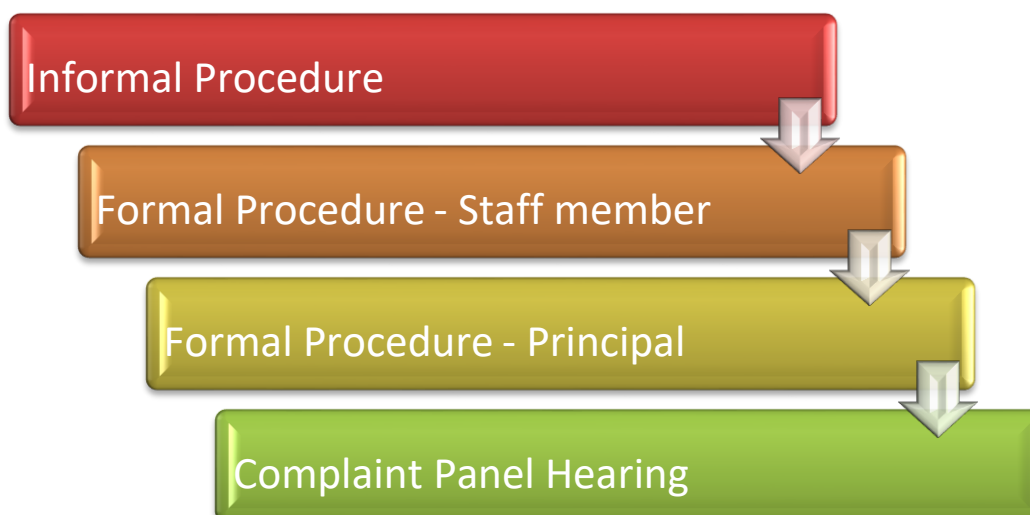 Informal Procedure
Formal Procedure - Staff member
Formal Procedure - Principal
Complaint Panel Hearing